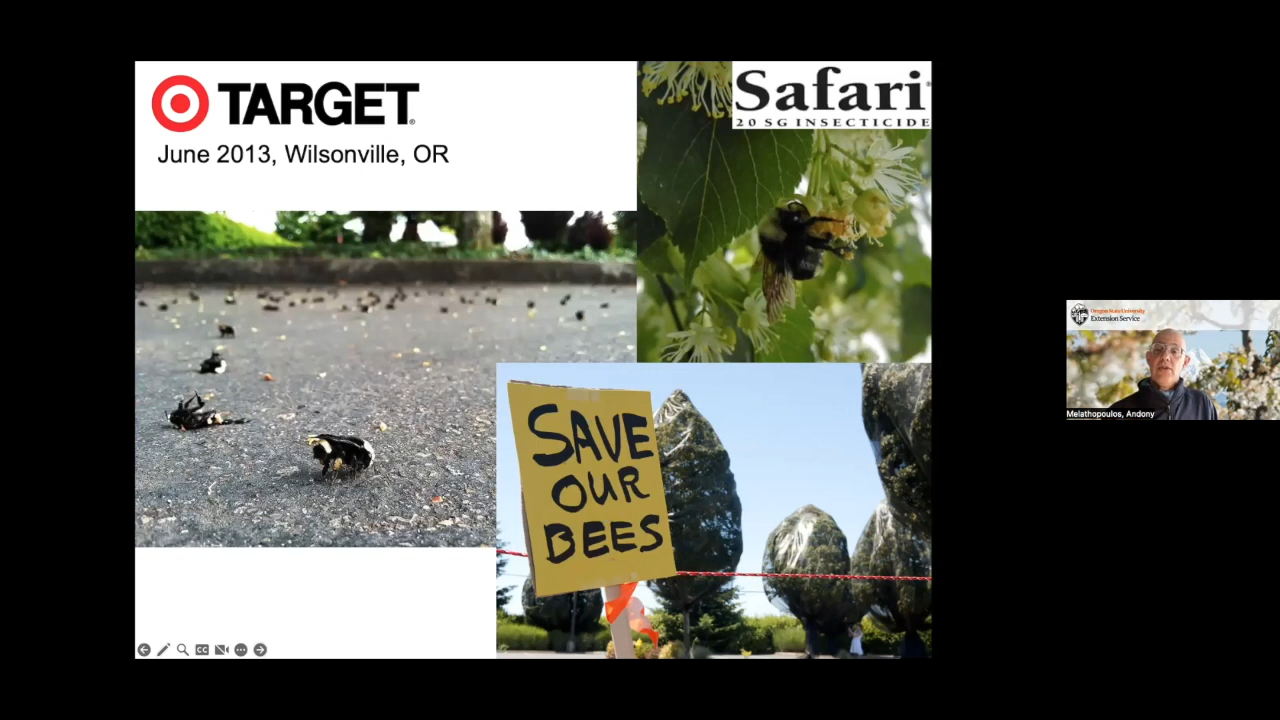 TARGET
June 2013, Wilsonville, OR
Safari
20 SG INSECTICIDE
SAVE
OUR
BEES
CC
Oregon State University
Extension Service
Melathopoulos, Andony